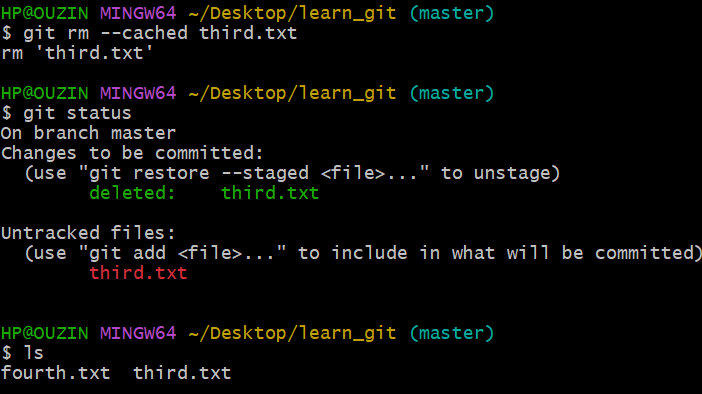 HP@OUZIN MINGW64 ~/Desktop/learn_git (master)
$ git rm --cached third.txt
rm 'third.txt'
HP@OUZIN MINGW64 ~/Desktop/learn_git (master)
$ git status
On branch master
Changes to be committed:
  (use "git restore --staged <file>..." to unstage)
        deleted:    third.txt
Untracked files:
  (use "git add <file>..." to include in what will be committed)
        third.txt
HP@OUZIN MINGW64 ~/Desktop/learn_git (master)
$ ls
fourth.txt  third.txt